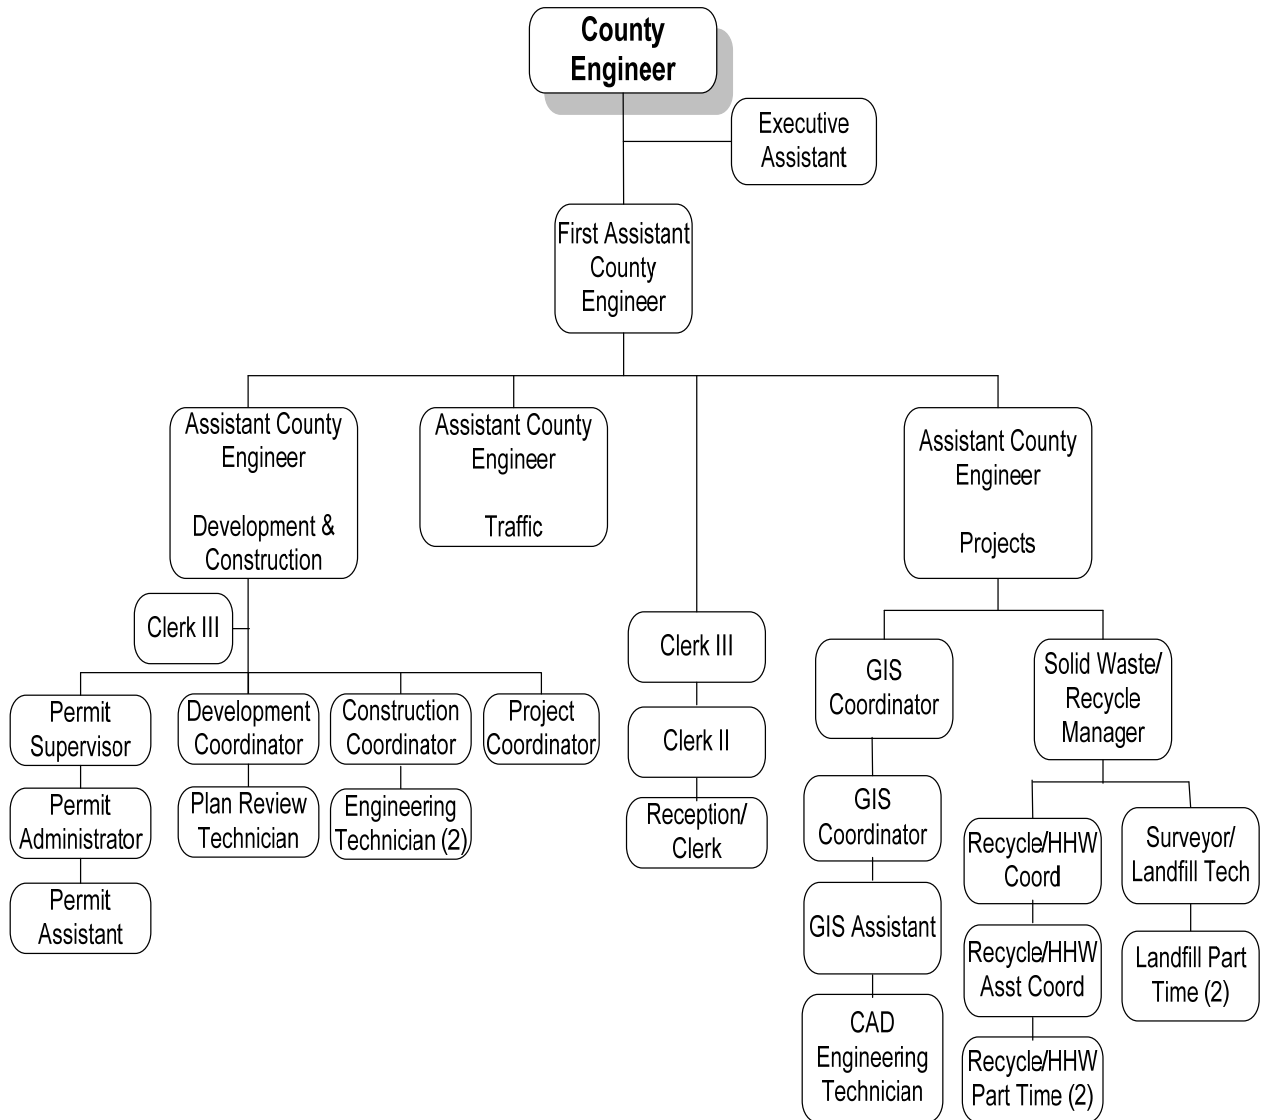 County
Engineer
Executive
Assistant
First Assistant
County
Engineer
Assistant County
Engineer
Development &
Construction
Assistant County
Engineer
Traffic
Assistant County
Engineer
Projects
Clerk III
Permit
Supervisor
Permit
Administrator
Permit
Assistant
Development
Coordinator
Plan Review
Technician
Construction
Coordinator
Engineering
Technician (2)
Project
Coordinator
Clerk III
Clerk II
Reception/
Clerk
GIS
Coordinator
GIS
Coordinator
GIS Assistant
CAD
Engineering
Technician
Solid Waste/
Recycle
Manager
Recycle/HHW
Coord
Recycle/HHW
Asst Coord
Recycle/HHW
Part Time (2)
Surveyor/
Landfill Tech
Landfill Part
Time (2)